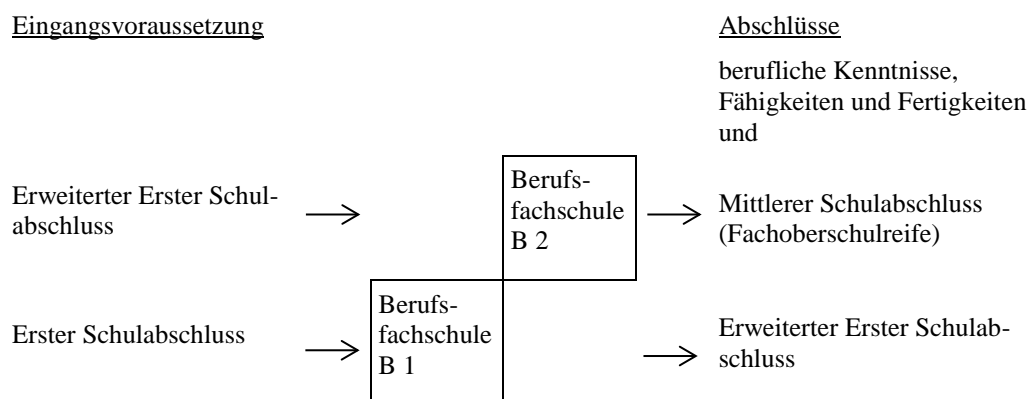 Eingangsvoraussetzung
Abschlüsse
berufliche Kenntnisse,
Fähigkeiten und Fertigkeiten
und
Erweiterter Erster Schul-
abschluss
Berufs-
fachschule
B 2
Mittlerer Schulabschluss
(Fachoberschulreife)
Erster Schulabschluss
Berufs-
fachschule
B 1
Erweiterter Erster Schulab-
schluss